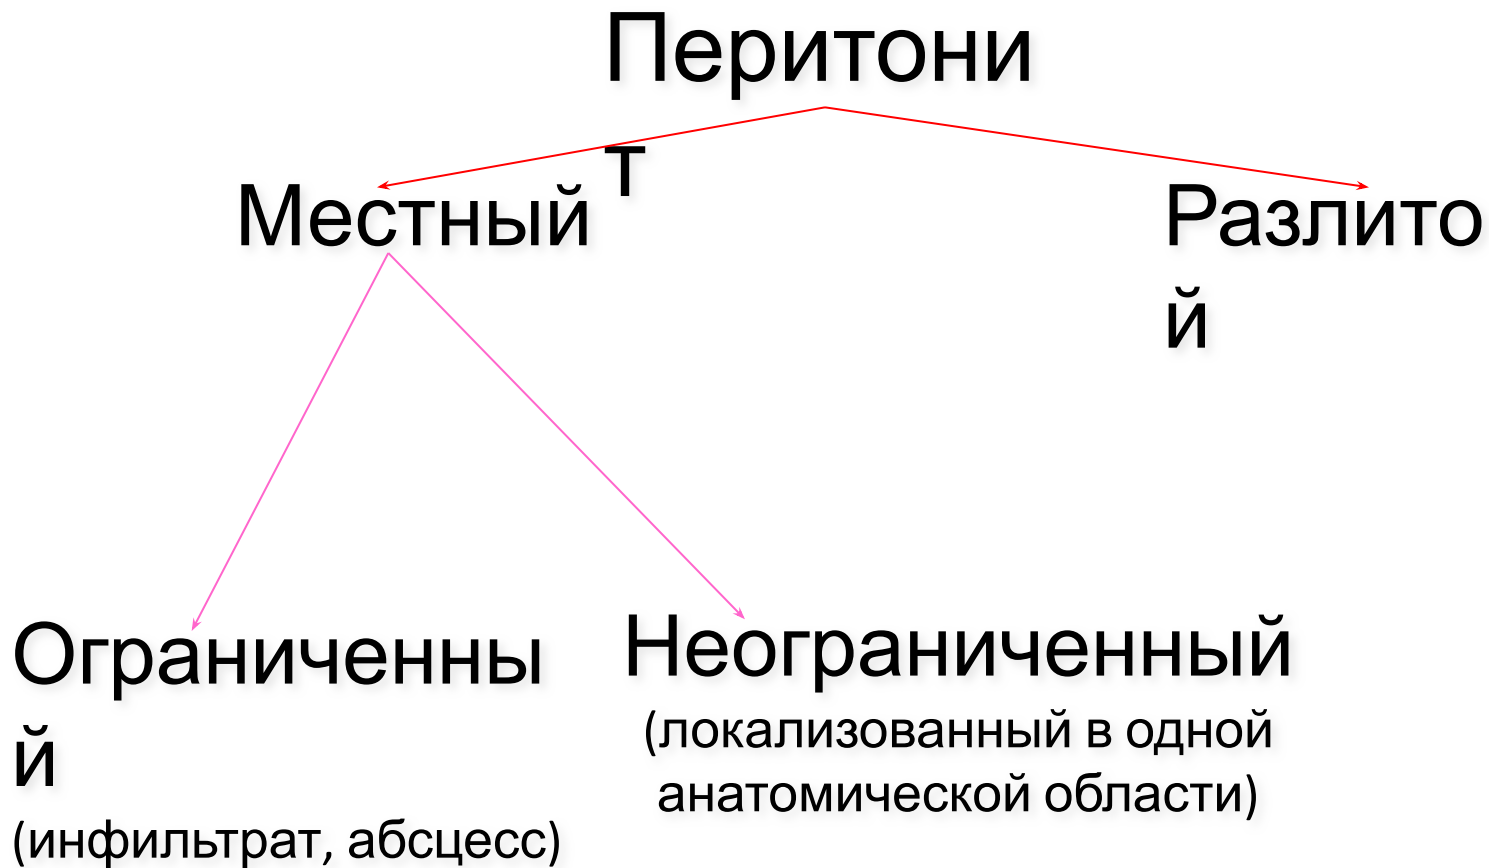 Перитони
т
Местный
Разлито
й
Ограниченны
й
(инфильтрат, абсцесс)
Неограниченный
(локализованный в одной
анатомической области)